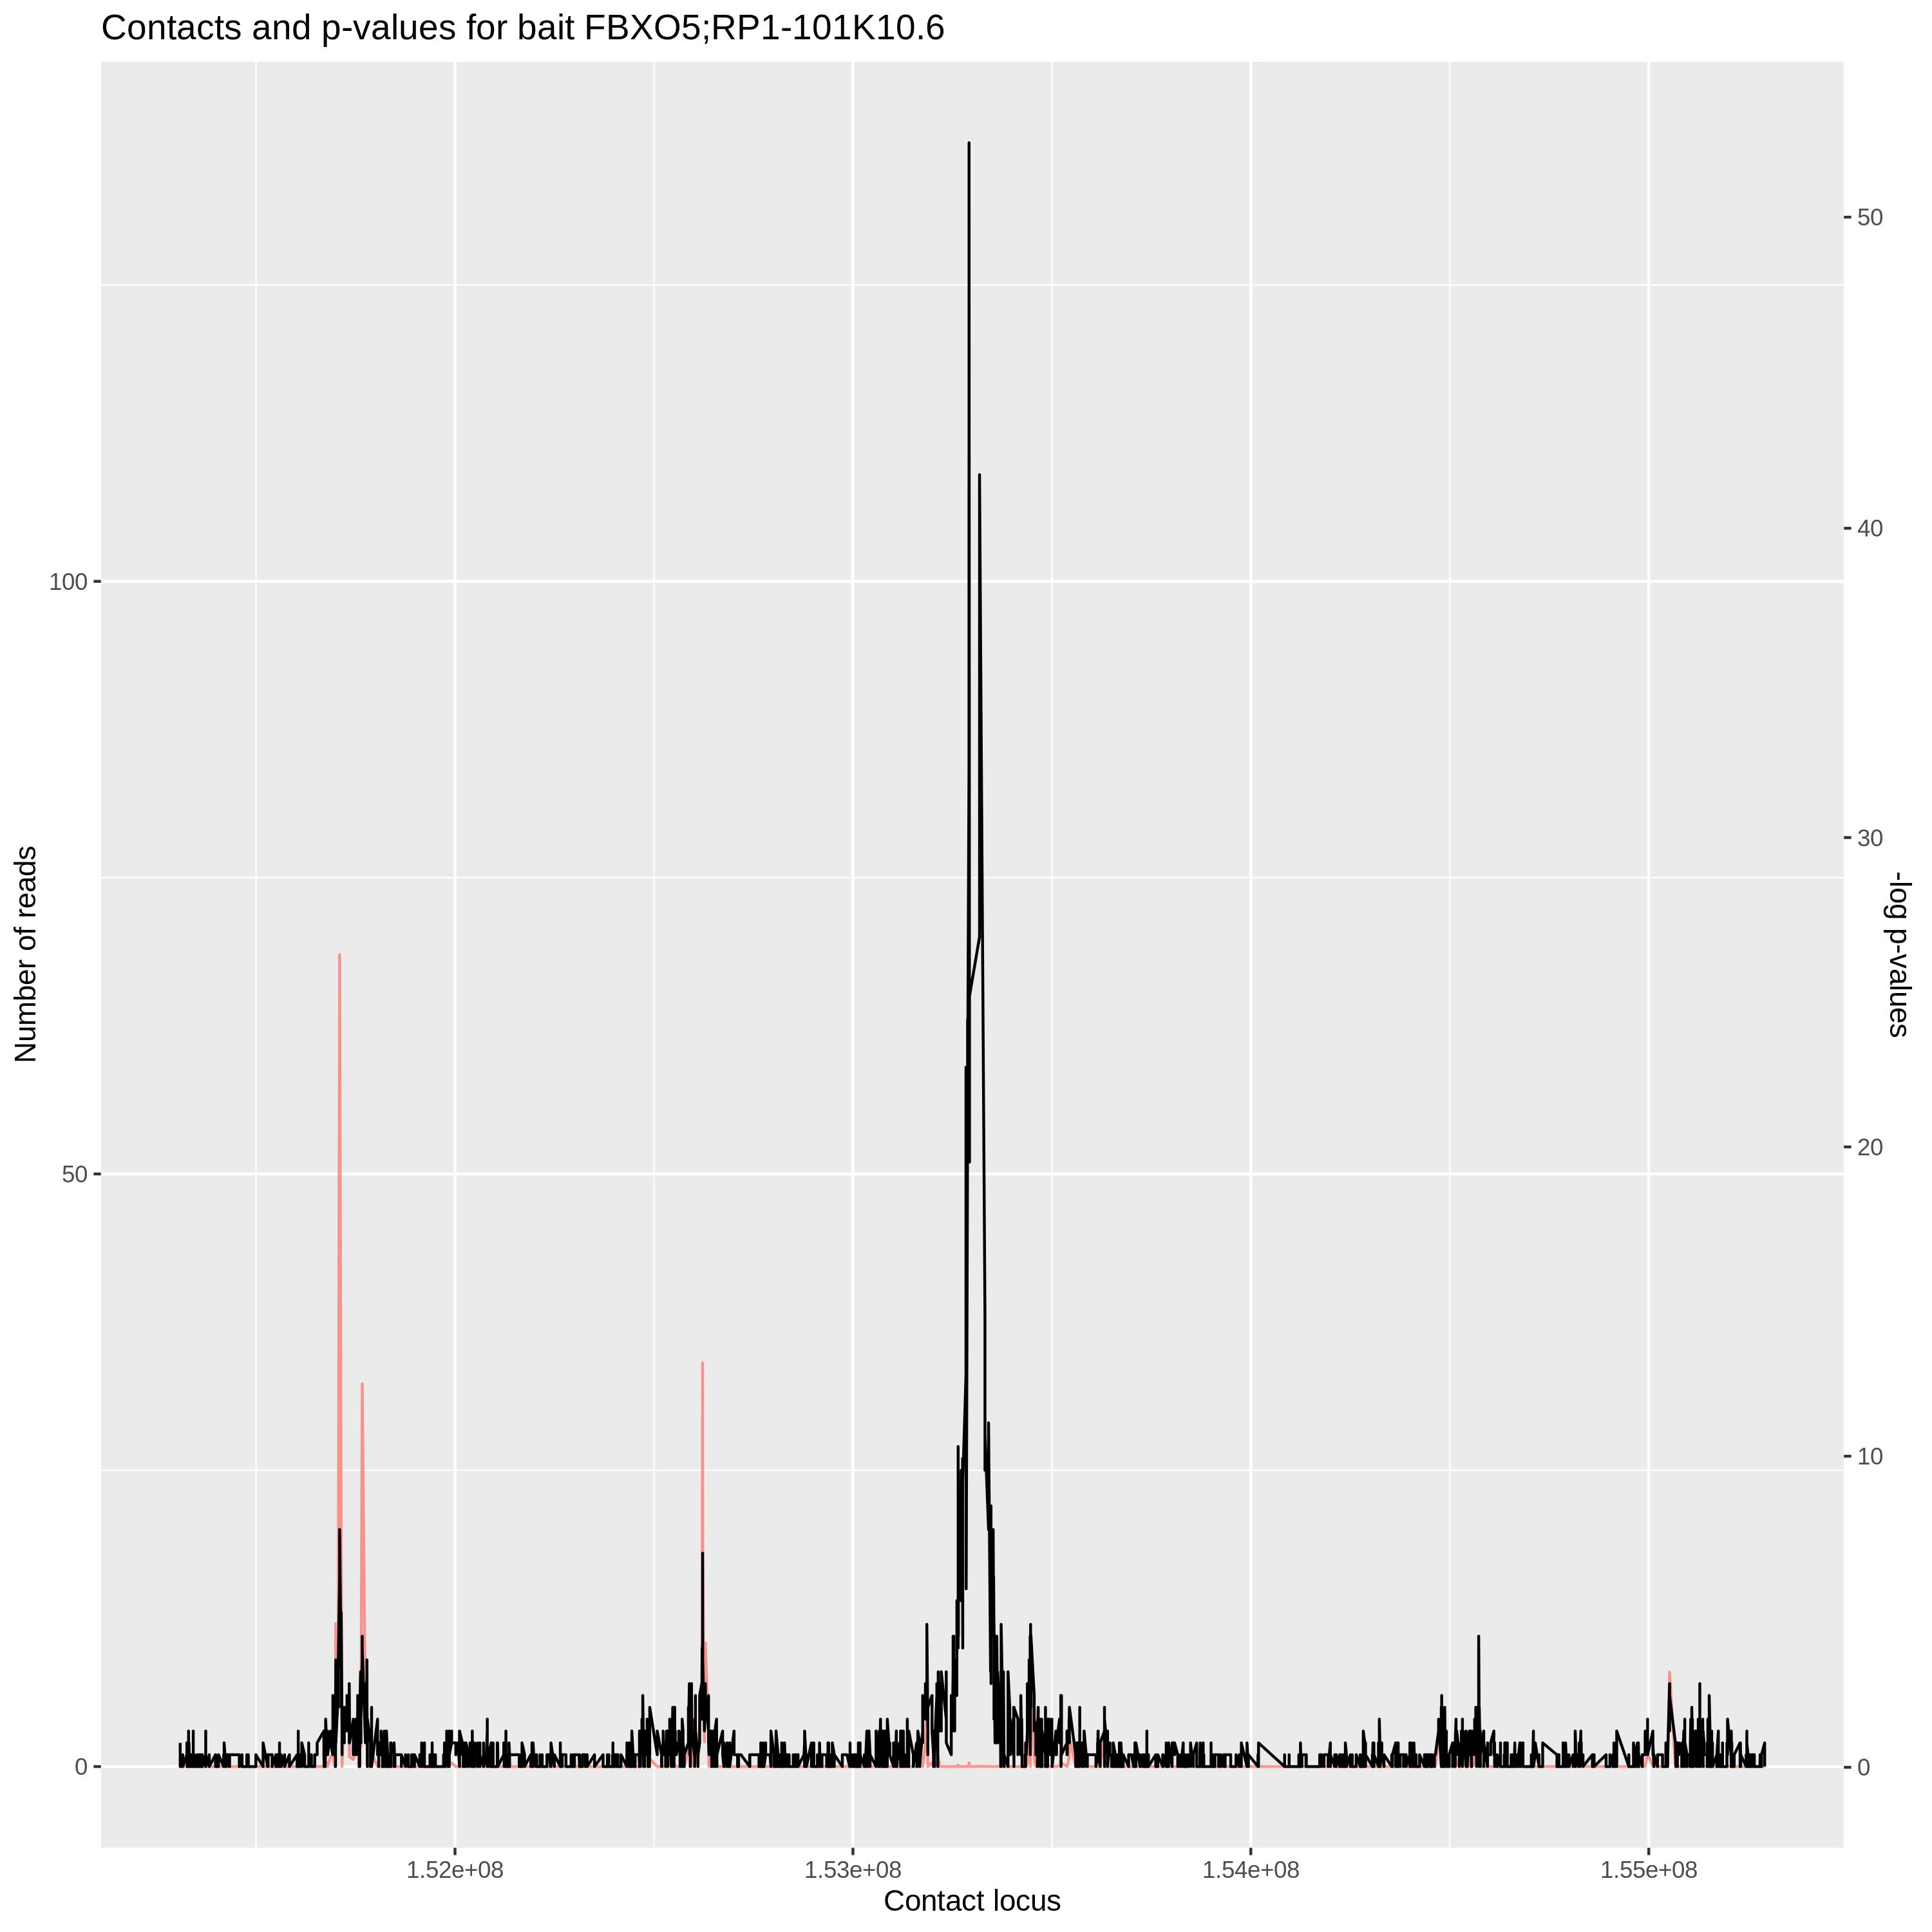 Contacts and p-values for bait FBXO5;RP1-101K10.6
Number of reads
100
50
0
50
40
30
20
10
0
-log p-values
1.52e+08
1.53e+08
1.54e+08
1.55e+08
Contact locus